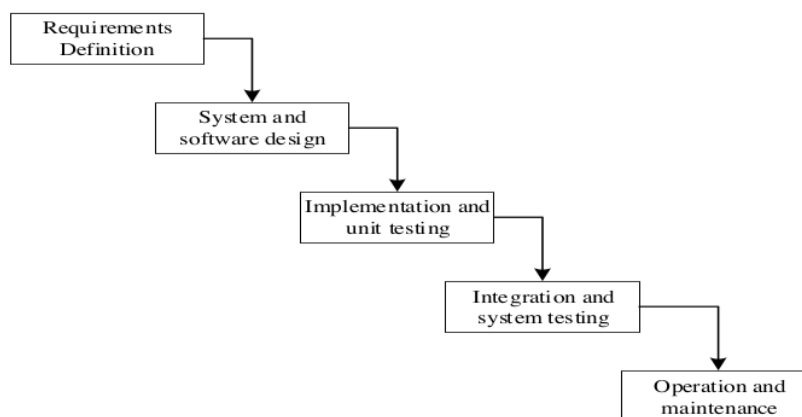 Requirements
Definition
System and
software design
Implementation and
unit testing
Integration and
system testing
Operation and
maintenance